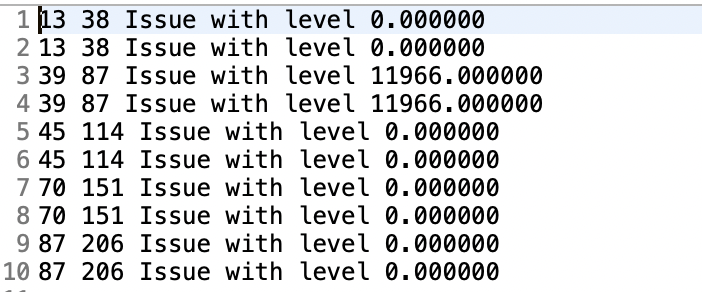 1 13 38 Issue with level 0.000000
2 13 38 Issue with level 0.000000
3 39 87 Issue with level 11966.000000
4 39 87 Issue with level 11966.000000
5 45 114 Issue with level 0.000000
6 45 114 Issue with level 0.000000
7 70 151 Issue with level 0.000000
8 70 151 Issue with level 0.000000
9 87 206 Issue with level 0.000000
10 87 206 Issue with level 0.000000